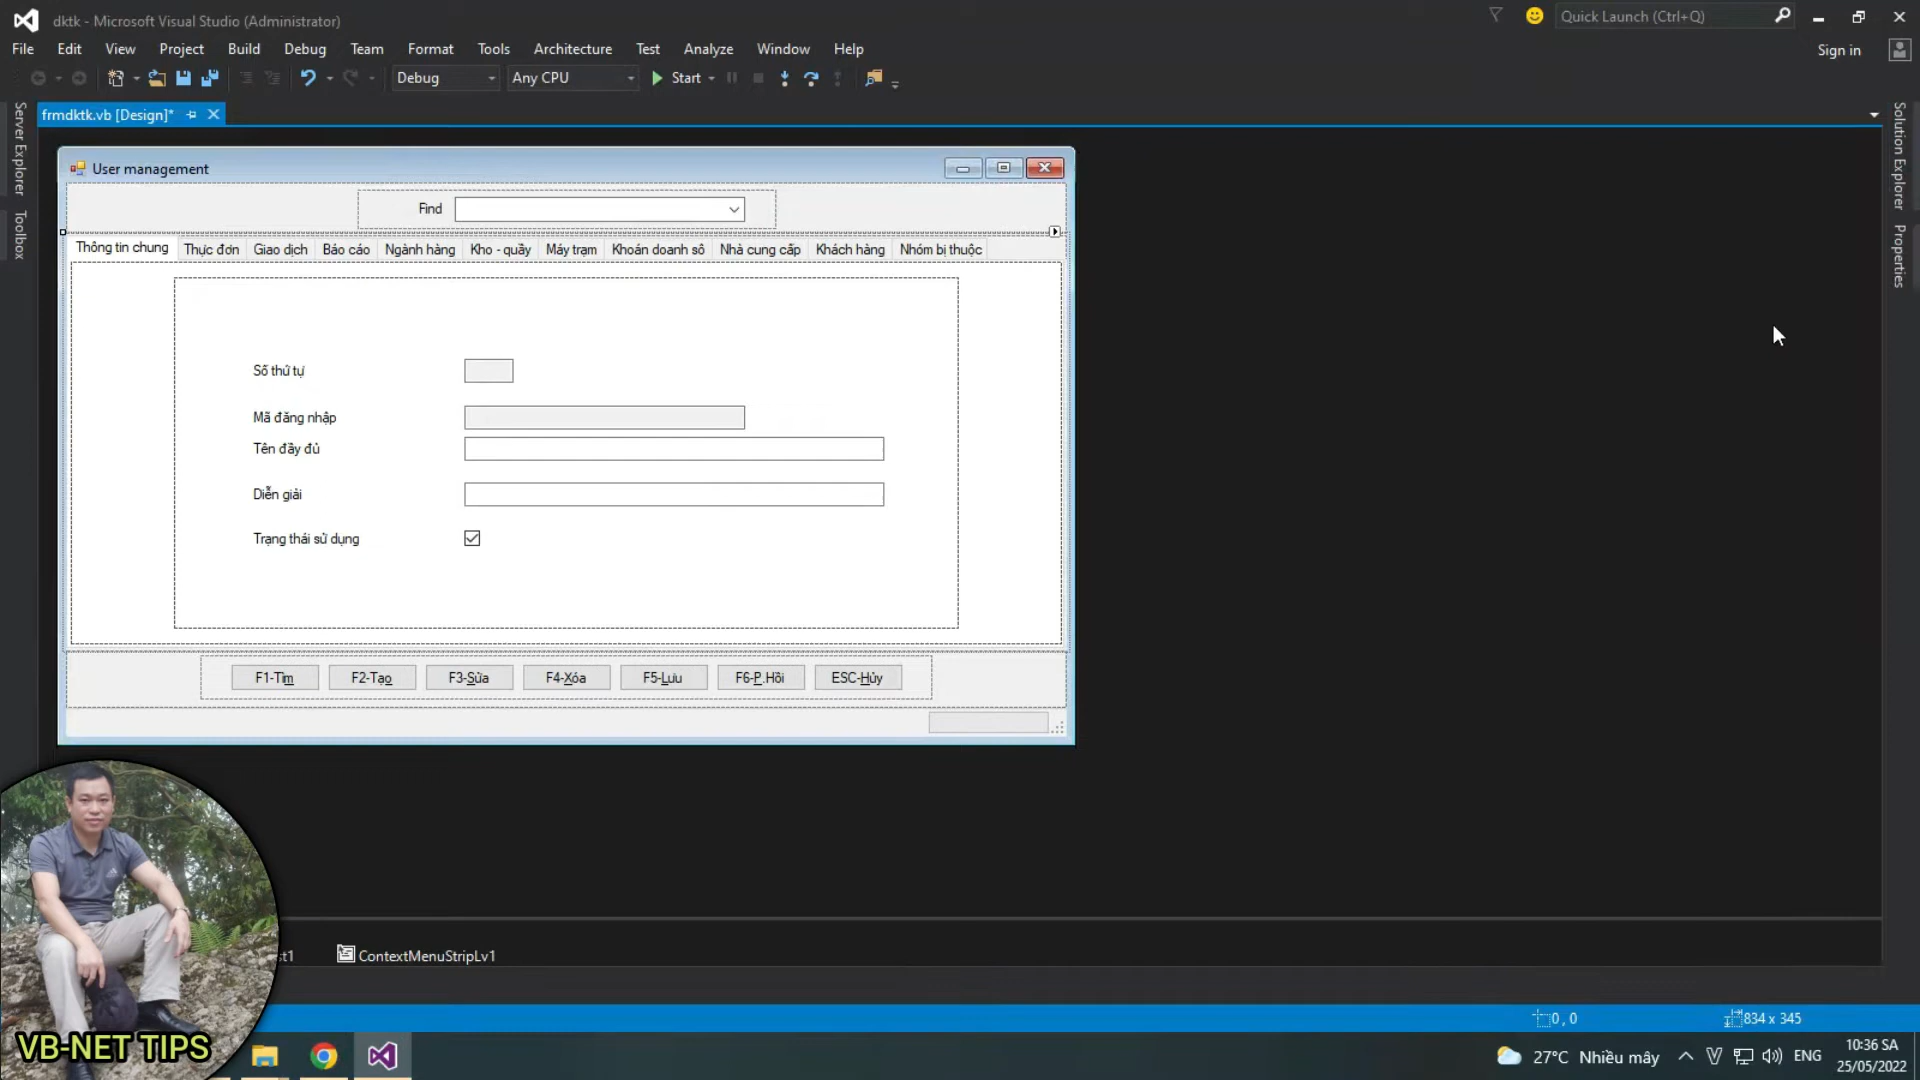 dktk - Microsoft Visual Studio (Administrator)
Quick Launch (Ctrl+Q)
File Edit View Project Build Debug Team Format Tools Architecture Test Analyze Window Help
Sign in
Debug Any CPU Start
frmdktk.vb [Design]*
Server Explorer
Toolbox
Solution Explorer
Properties
User management
Find
Thông tin chung Thực đơn Giao dịch Báo cáo Ngành hàng Kho - quầy Máy trạm Khoán doanh số Nhà cung cấp Khách hàng Nhóm bị thuộc
Số thứ tự
Mã đăng nhập
Tên đầy đủ
Diễn giải
Trạng thái sử dụng
F1-Tìm F2-Tạo F3-Sửa F4-Xóa F5-Lưu F6-P.Hồi ESC-Hủy
st1 ContextMenuStripLv1
0, 0 834 x 345
VB-NET TIPS
27°C Nhiều mây ENG
10:36 SA
25/05/2022